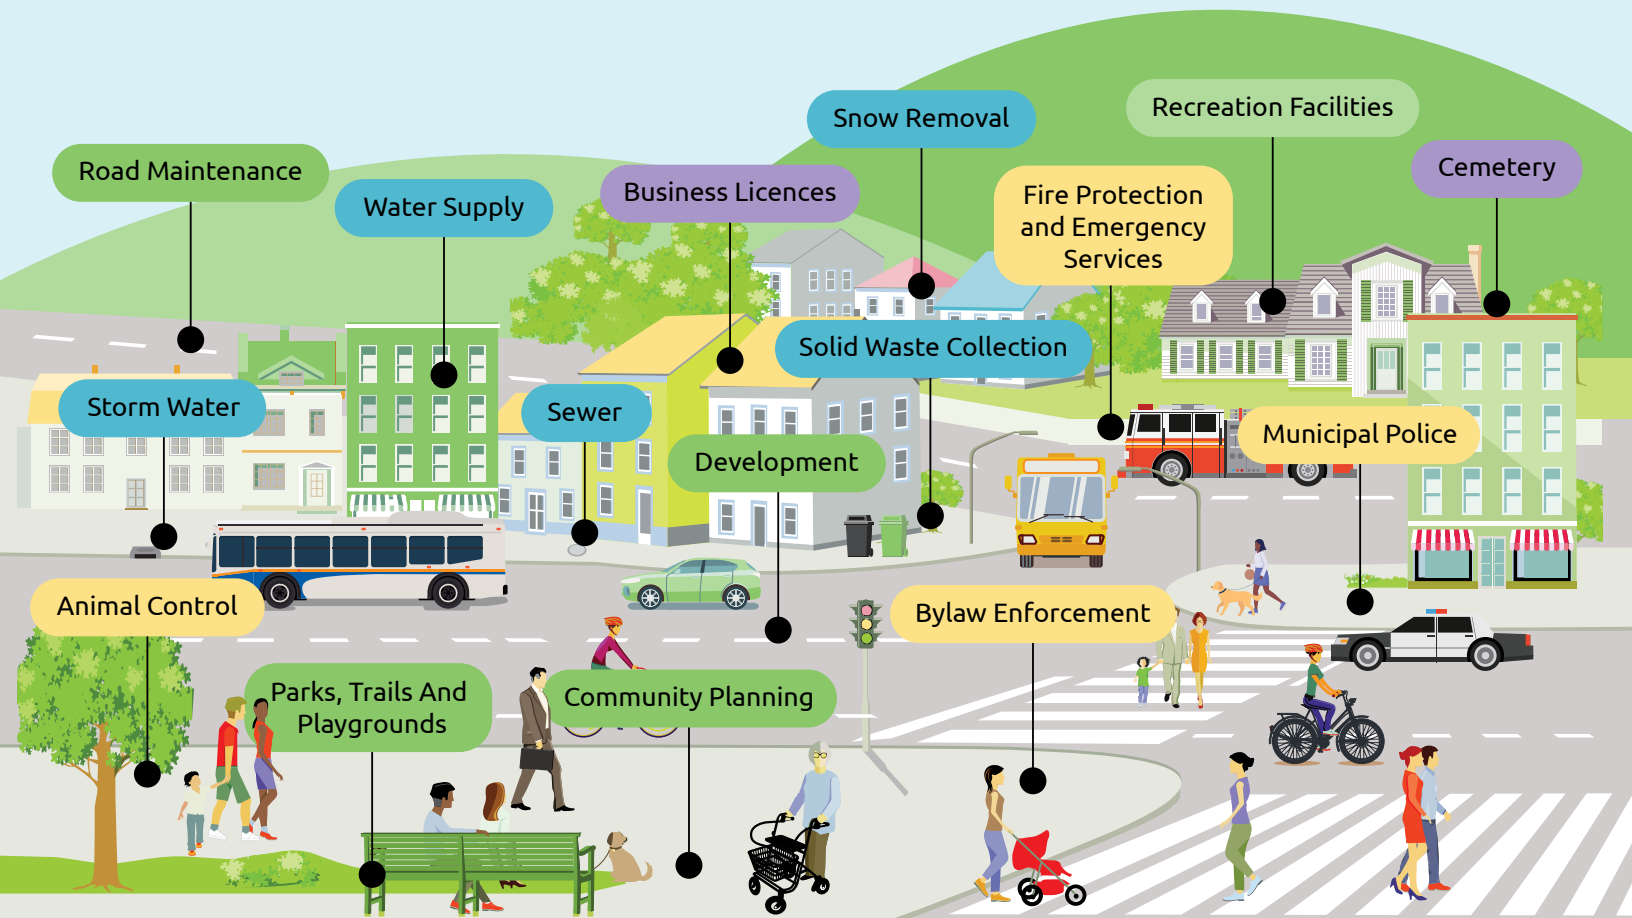 Snow Removal
Recreation Facilities
Road Maintenance
Cemetery
Water Supply
Business Licences
Fire Protection
and Emergency
Services
Solid Waste Collection
Storm Water
Sewer
Municipal Police
Development
Animal Control
Bylaw Enforcement
Parks, Trails And
Playgrounds
Community Planning